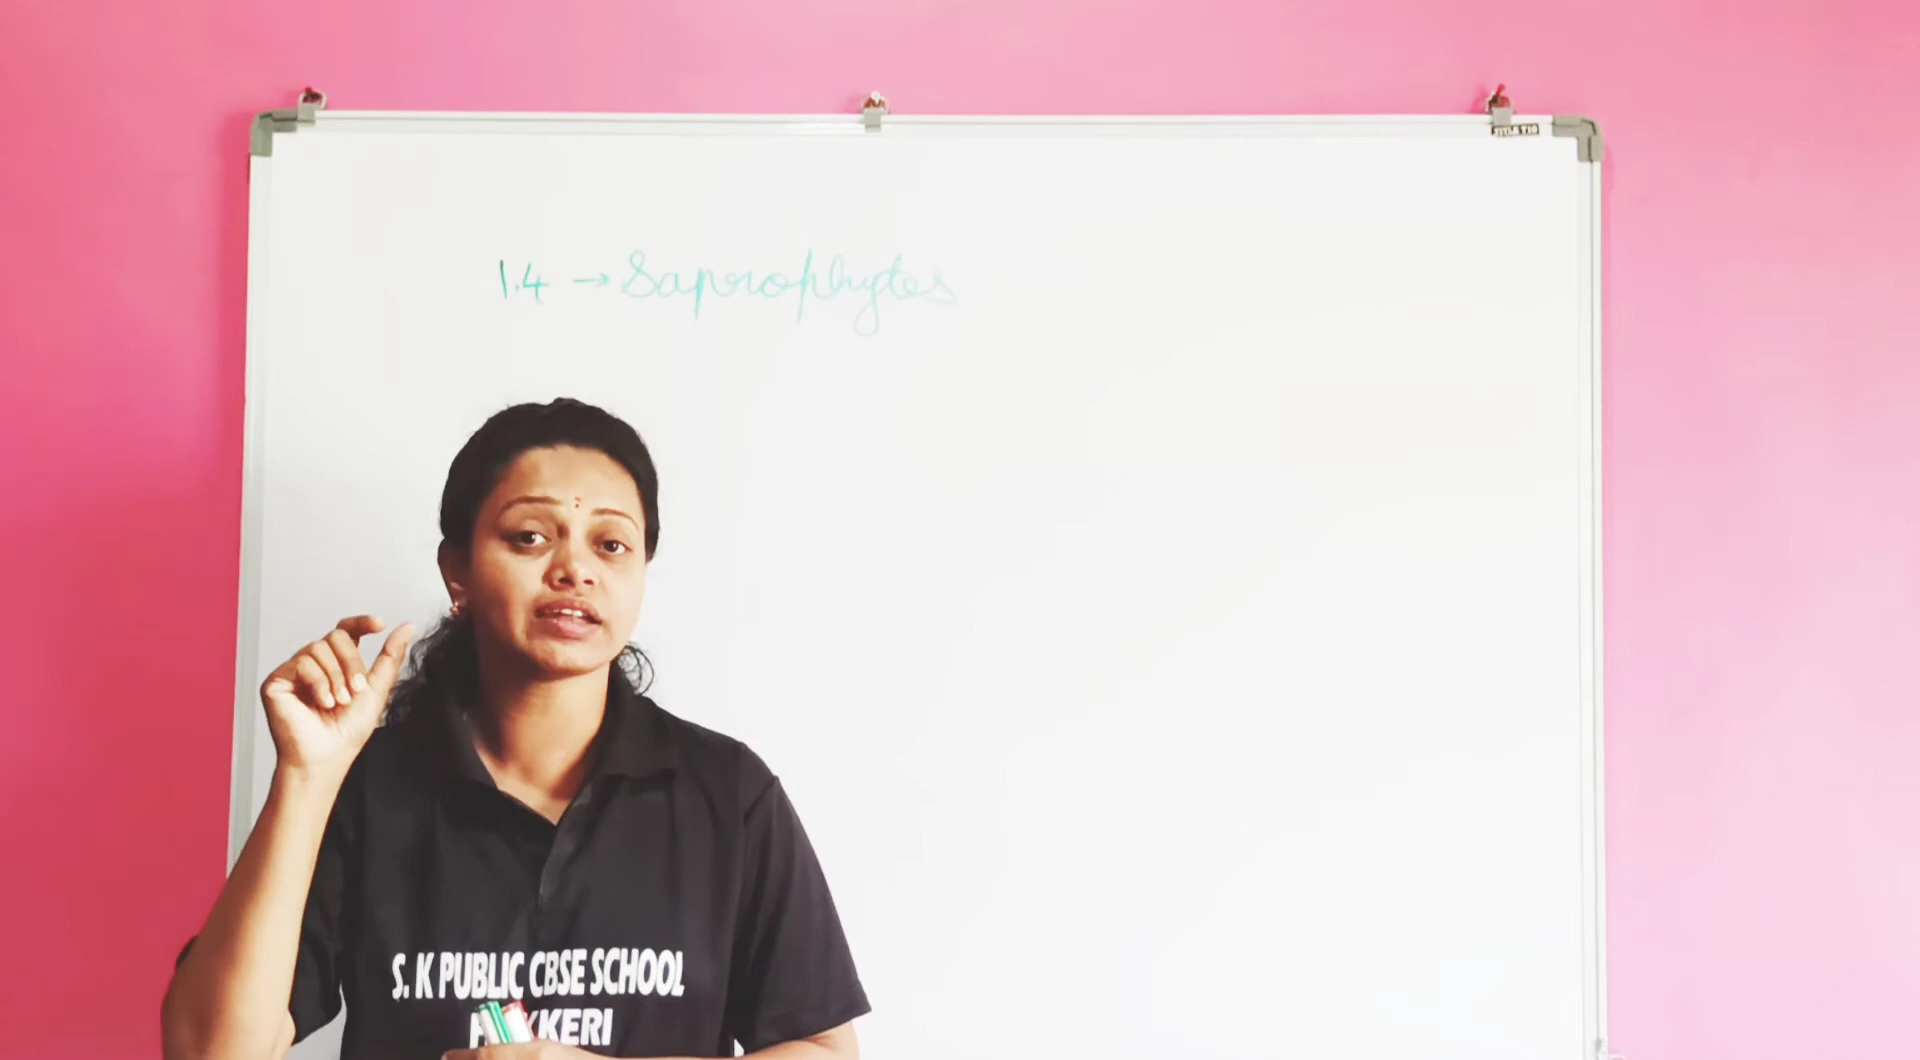 1.4 → Saprophytes
S. K PUBLIC CBSE SCHOOL